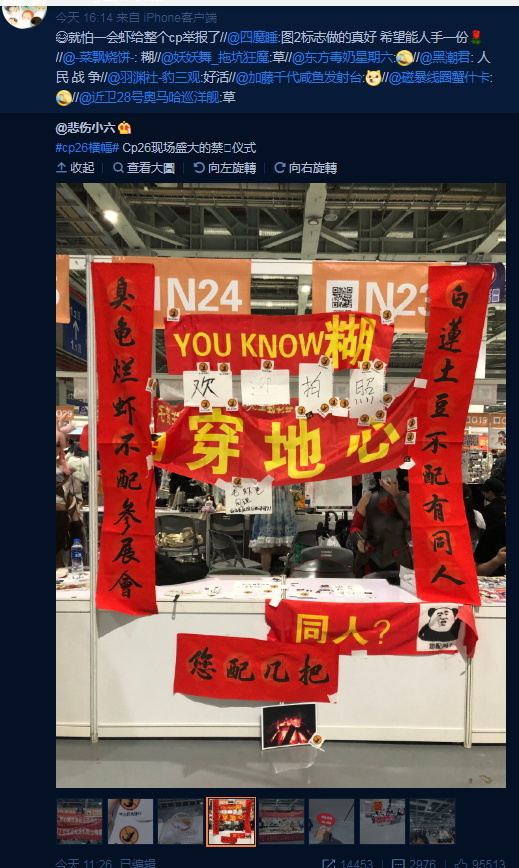 今天 16:14 来自 iPhone客户端
就怕一会虾给整个cp举报了//@四魔睡:图2标志做的真好 希望能人手一份
//@-菜飘烧饼-: 糊//@妖妖舞_拖坑狂魔:草//@东方毒奶星期六://@黑潮君: 人
民 战 争//@羽渊社-豹三观:好活//@加藤千代咸鱼发射台://@磁暴线圈蟹什卡:
//@近卫28号奥马哈巡洋舰:草
@悲伤小六
#cp26橫幅# Cp26现场盛大的禁□仪式
收起 查看大圖 向左旋轉 向右旋轉
N24
N23
臭龟烂虾不配参展會
白蓮土豆不配有同人
YOU KNOW糊
欢
拍
照
穿地心
同人?
您配几把
今天 11:26 已编辑
14453
2976
95513